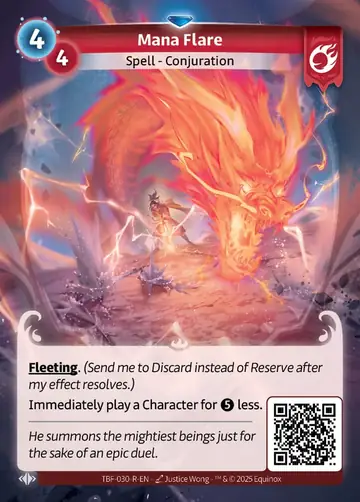 4
4
Mana Flare
Spell - Conjuration
Fleeting. (Send me to Discard instead of Reserve after
my effect resolves.)
Immediately play a Character for 5 less.
He summons the mightiest beings just for
the sake of an epic duel.
TBF-030-R-EN - Justice Wong - ™ & © 2025 Equinox